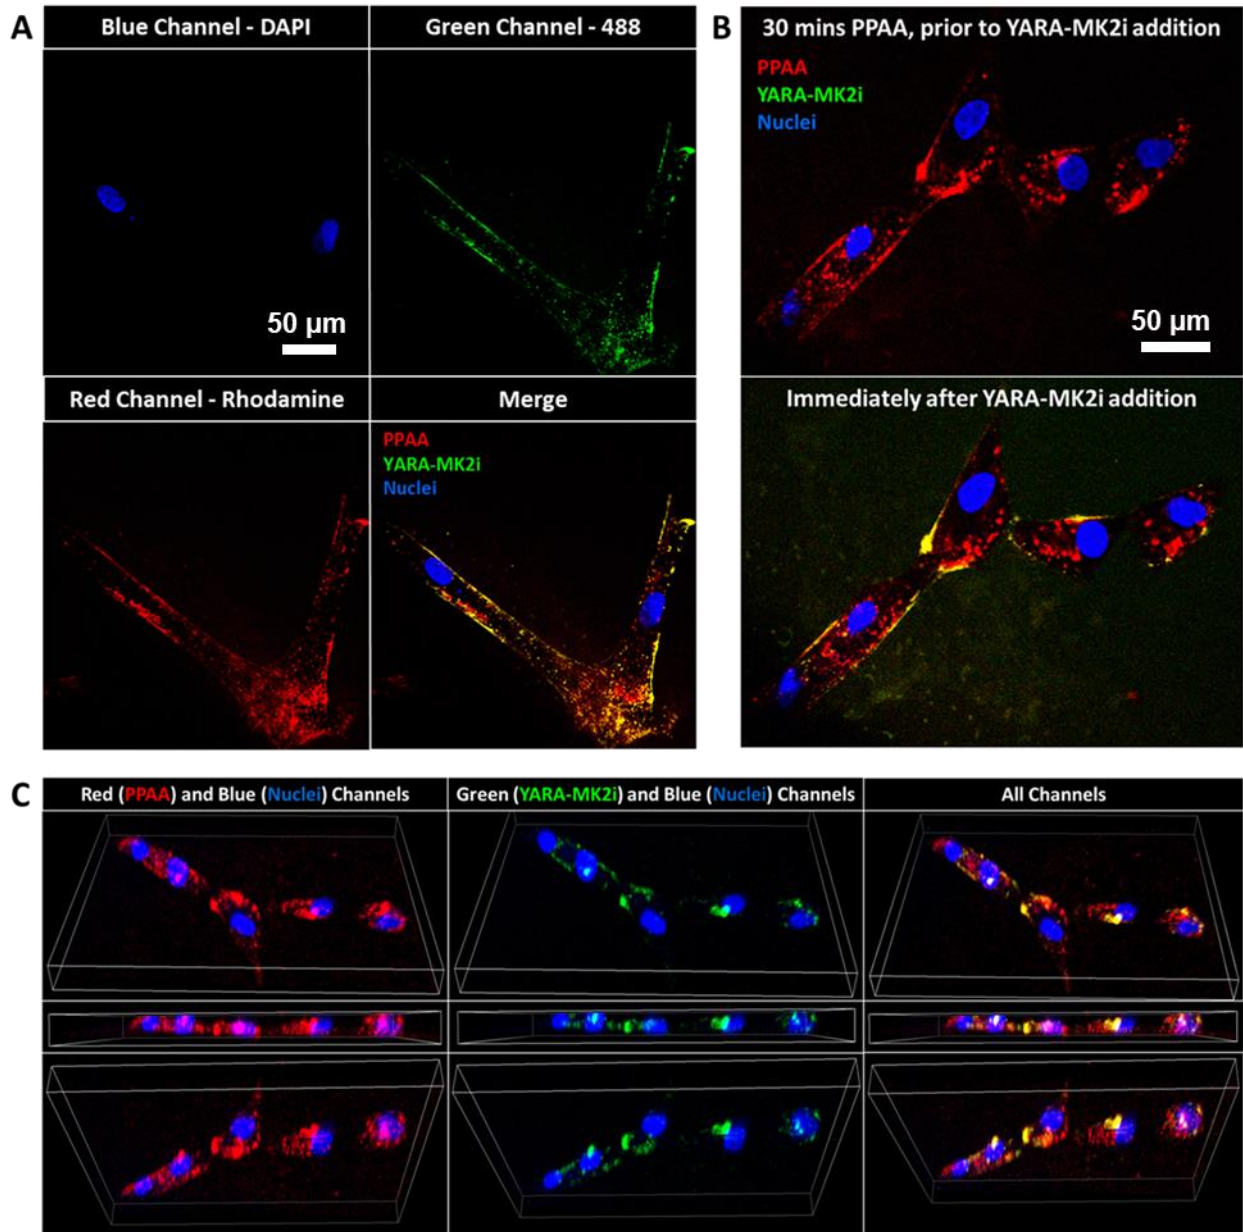 A
Blue Channel - DAPI
Green Channel - 488
50 µm
Red Channel - Rhodamine
Merge
PPAA
YARA-MK2i
Nuclei
B
30 mins PPAA, prior to YARA-MK2i addition
PPAA
YARA-MK2i
Nuclei
50 µm
Immediately after YARA-MK2i addition
C
Red (PPAA) and Blue (Nuclei) Channels
Green (YARA-MK2i) and Blue (Nuclei) Channels
All Channels